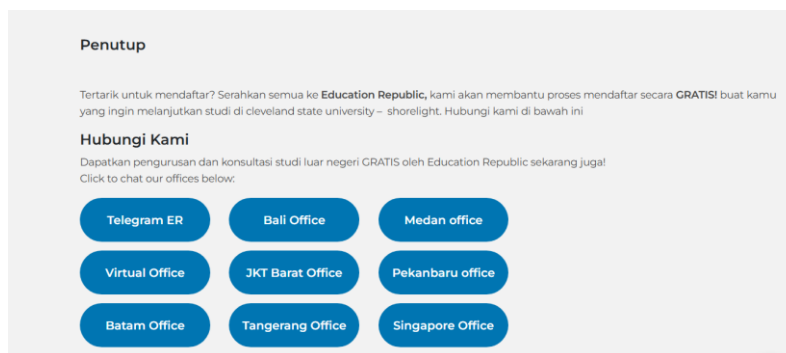 Penutup
Tertarik untuk mendaftar? Serahkan semua ke Education Republic, kami akan membantu proses mendaftar secara GRATIS! buat kamu
yang ingin melanjutkan studi di cleveland state university – shorelight. Hubungi kami di bawah ini
Hubungi Kami
Dapatkan pengurusan dan konsultasi studi luar negeri GRATIS oleh Education Republic sekarang juga!
Click to chat our offices below:
Telegram ER
Bali Office
Medan office
Virtual Office
JKT Barat Office
Pekanbaru office
Batam Office
Tangerang Office
Singapore Office